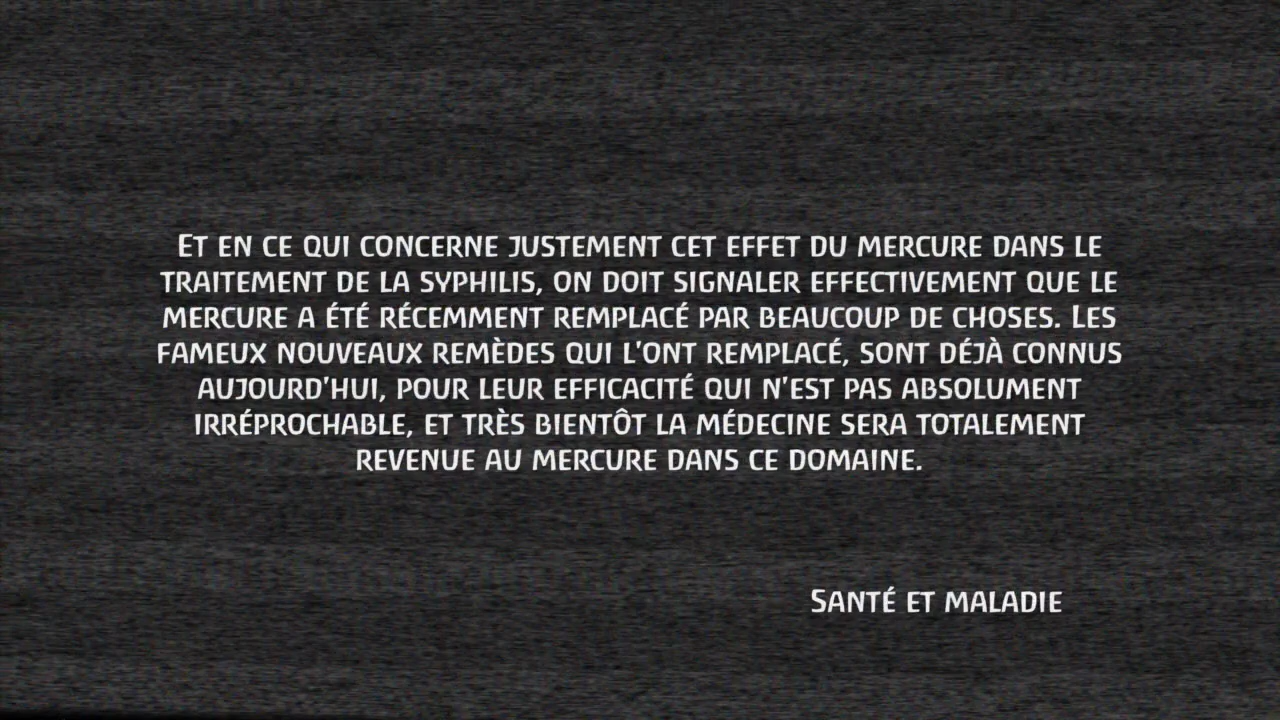 Et en ce qui concerne justement cet effet du mercure dans le
traitement de la syphilis, on doit signaler effectivement que le
mercure a été récemment remplacé par beaucoup de choses. Les
fameux nouveaux remèdes qui l'ont remplacé, sont déjà connus
aujourd'hui, pour leur efficacité qui n'est pas absolument
irréprochable, et très bientôt la médecine sera totalement
revenue au mercure dans ce domaine.
Santé et maladie